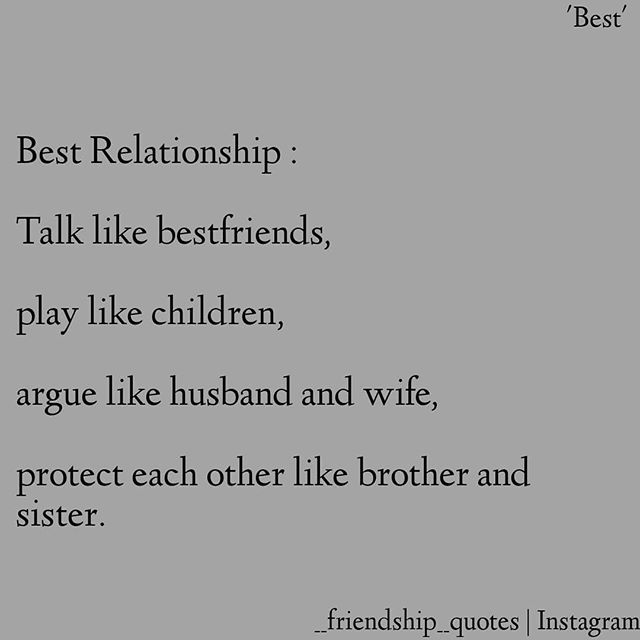 'Best'
Best Relationship :
Talk like bestfriends,
play like children,
argue like husband and wife,
protect each other like brother and
sister.
__friendship__quotes | Instagram